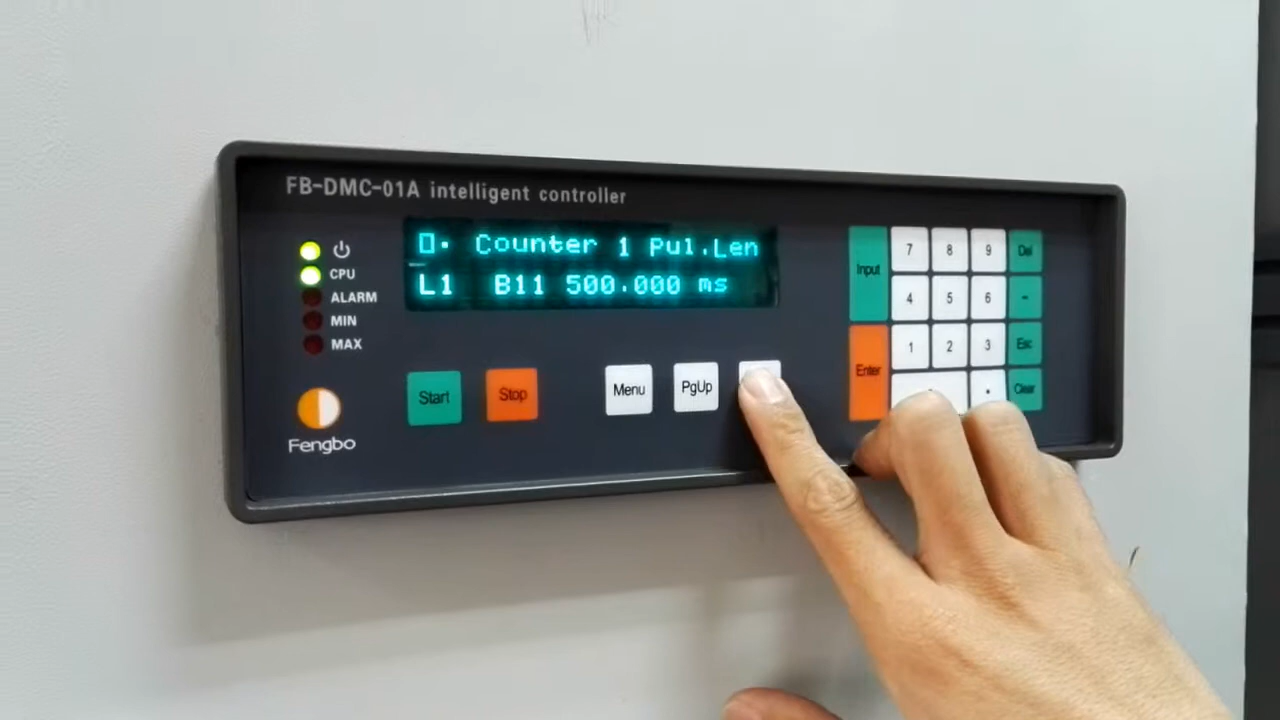 FB-DMC-01A intelligent controller
Counter 1 Pul.Len
L1 B11 500.000 ms
CPU
ALARM
MIN
MAX
Fengbo
Start
Stop
Menu
PgUp
Input
7 8 9 Del
4 5 6 -
Enter
1 2 3 Esc
. Clear